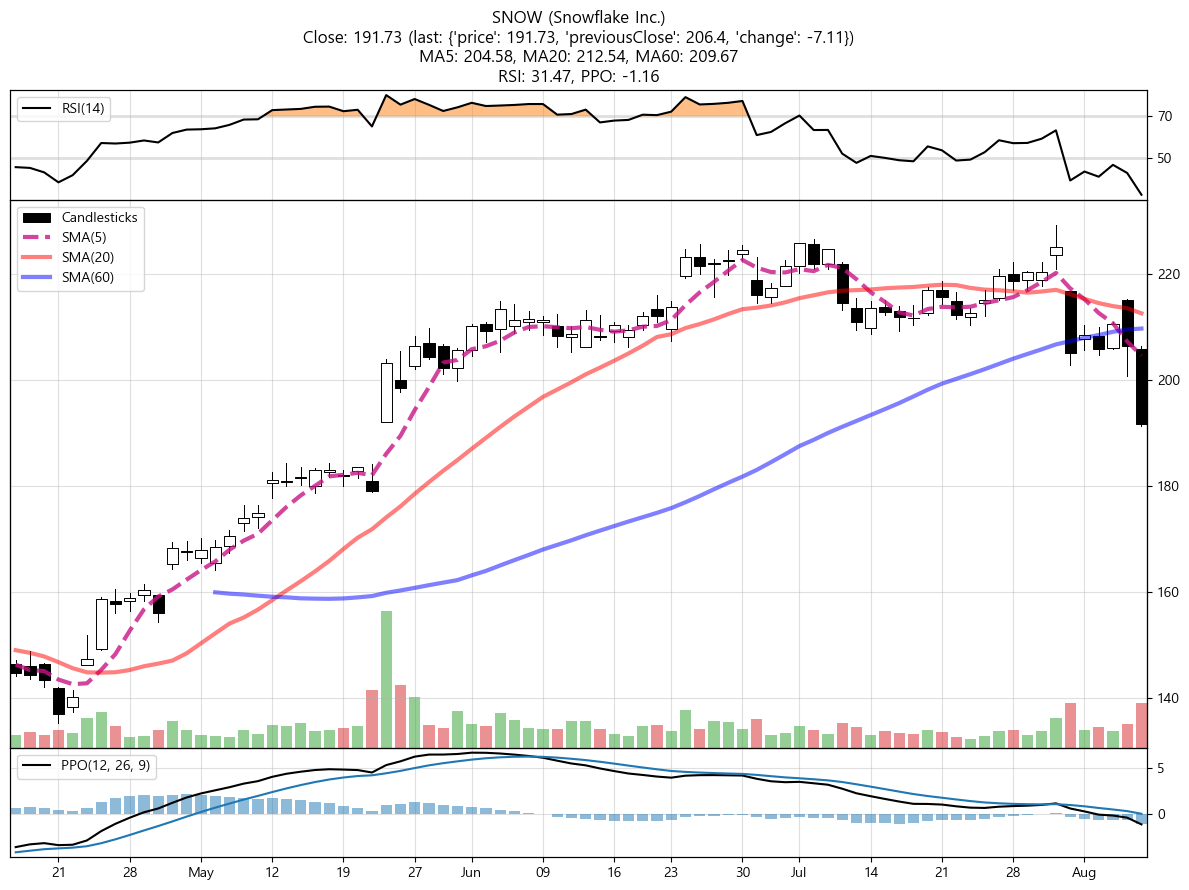 SNOW (Snowflake Inc.)
Close: 191.73 (last: {'price': 191.73, 'previousClose': 206.4, 'change': -7.11})
MA5: 204.58, MA20: 212.54, MA60: 209.67
RSI: 31.47, PPO: -1.16
RSI(14)
70
50
Candlesticks
SMA(5)
SMA(20)
SMA(60)
220
200
180
160
140
PPO(12, 26, 9)
5
0
21 28 May 12 19 27 Jun 09 16 23 30 Jul 14 21 28 Aug